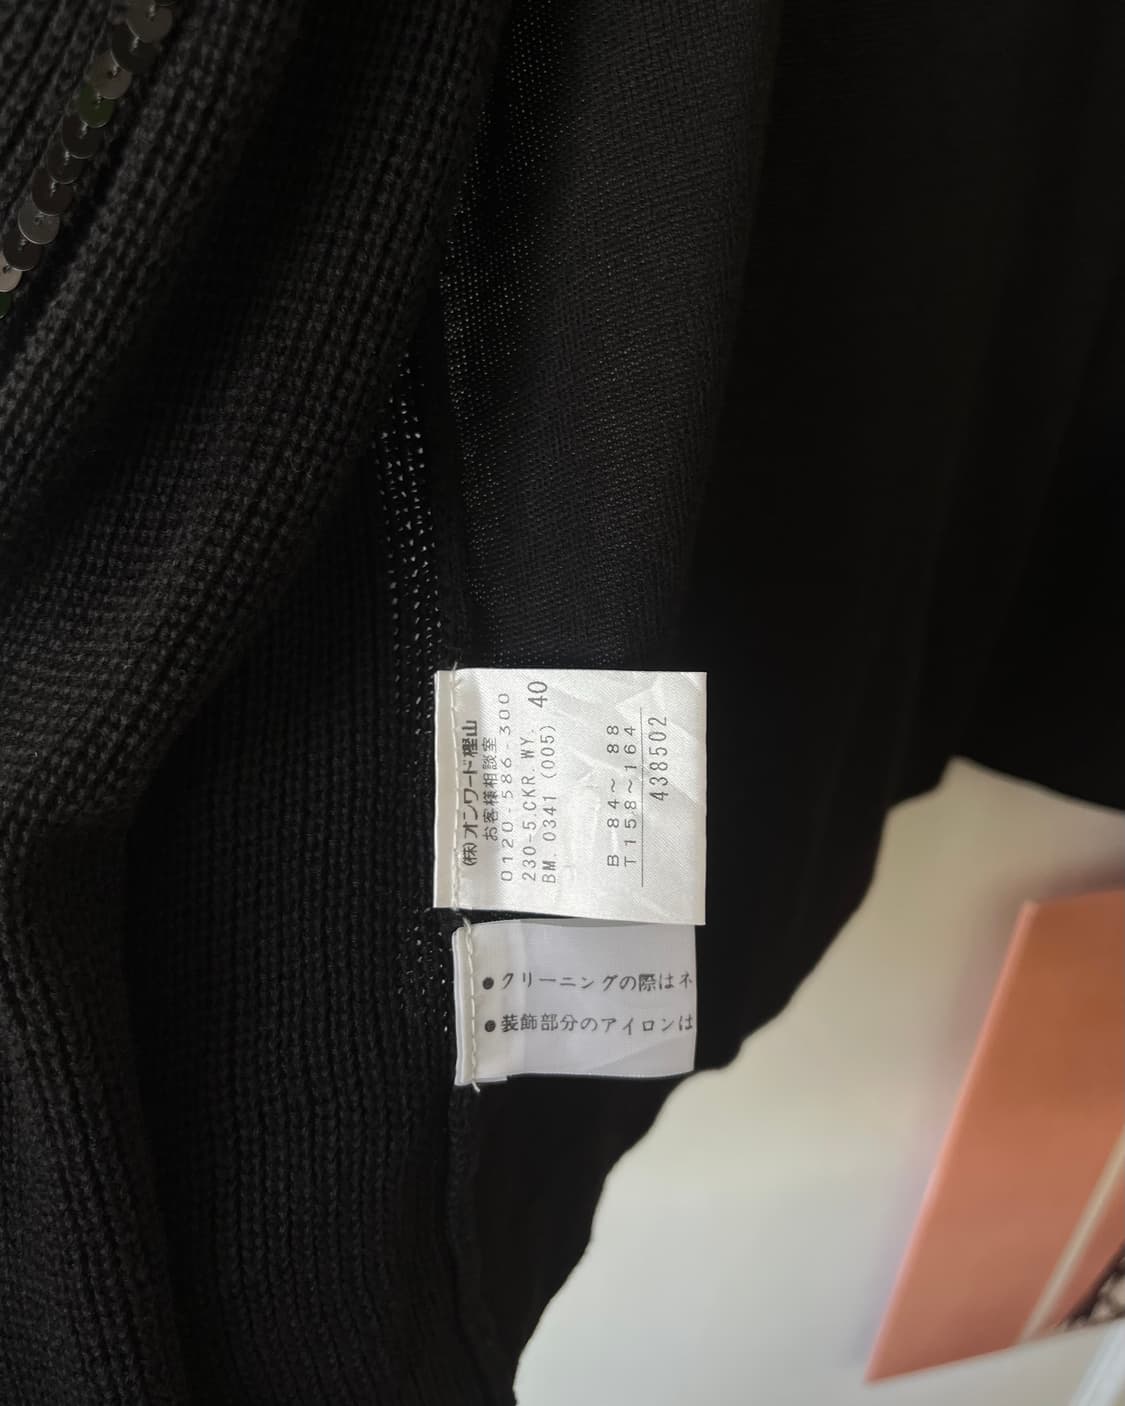 (株)オンワード樫山
お客様相談室
0120-586-300
230-5.CKR.WY. 40
BM. 0341 (005)
B 84～ 88
T158～164
438502
●クリーニングの際はネ
●装飾部分のアイロンは